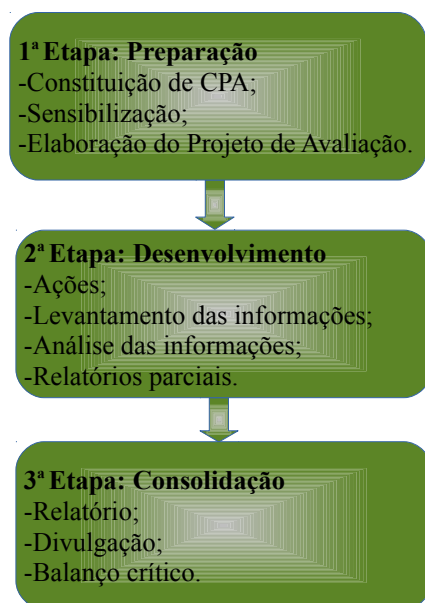 1ª Etapa: Preparação
-Constituição de CPA;
-Sensibilização;
-Elaboração do Projeto de Avaliação.
2ª Etapa: Desenvolvimento
-Ações;
-Levantamento das informações;
-Análise das informações;
-Relatórios parciais.
3ª Etapa: Consolidação
-Relatório;
-Divulgação;
-Balanço crítico.